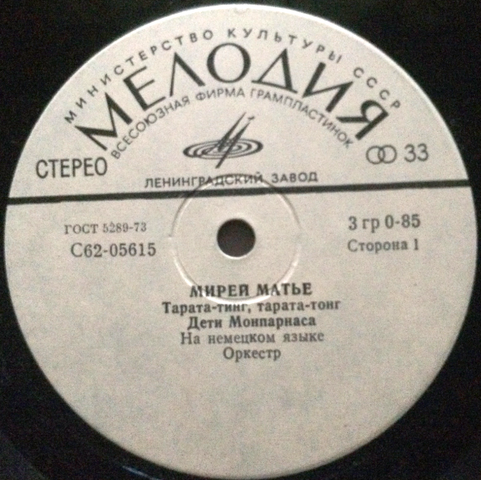 МИНИСТЕРСТВО КУЛЬТУРЫ СССР
МЕЛОДИЯ
ВСЕСОЮЗНАЯ ФИРМА ГРАМПЛАСТИНОК
СТЕРЕО
33
ЛЕНИНГРАДСКИЙ ЗАВОД
ГОСТ 5289-73
3 гр 0-85
С62-05615
Сторона 1
МИРЕЙ МАТЬЕ
Тарата-тинг, тарата-тонг
Дети Монпарнаса
На немецком языке
Оркестр